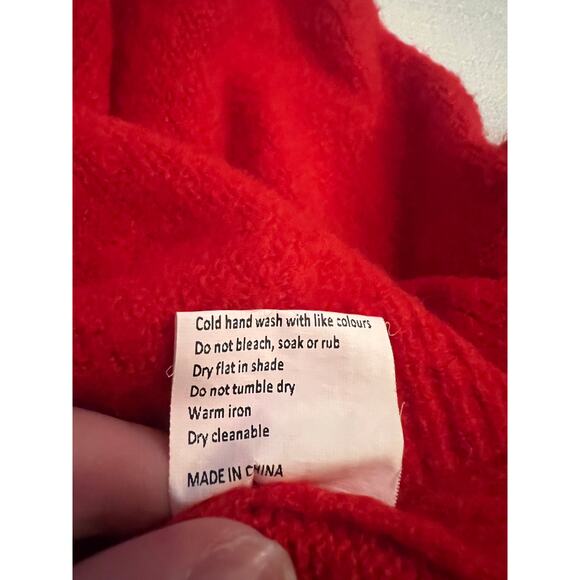 Cold hand wash with like colours
Do not bleach, soak or rub
Dry flat in shade
Do not tumble dry
Warm iron
Dry cleanable
MADE IN CHINA